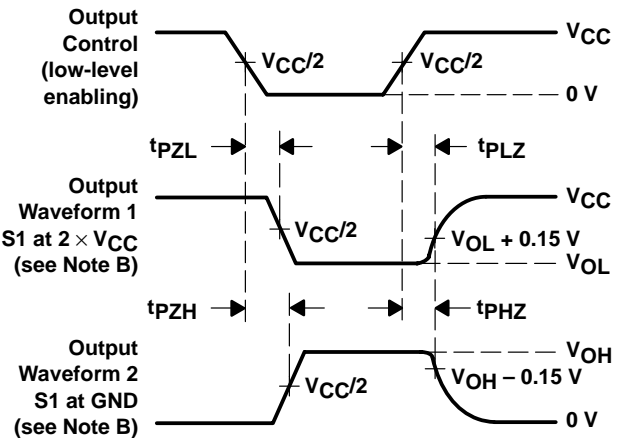 Output
Control
(low-level
enabling)
VCC/2
VCC/2
VCC
0 V
tPZL
tPLZ
Output
Waveform 1
S1 at 2 × VCC
(see Note B)
VCC/2
VCC
VOL + 0.15 V
VOL
tPZH
tPHZ
Output
Waveform 2
S1 at GND
(see Note B)
VCC/2
VOH
VOH – 0.15 V
0 V